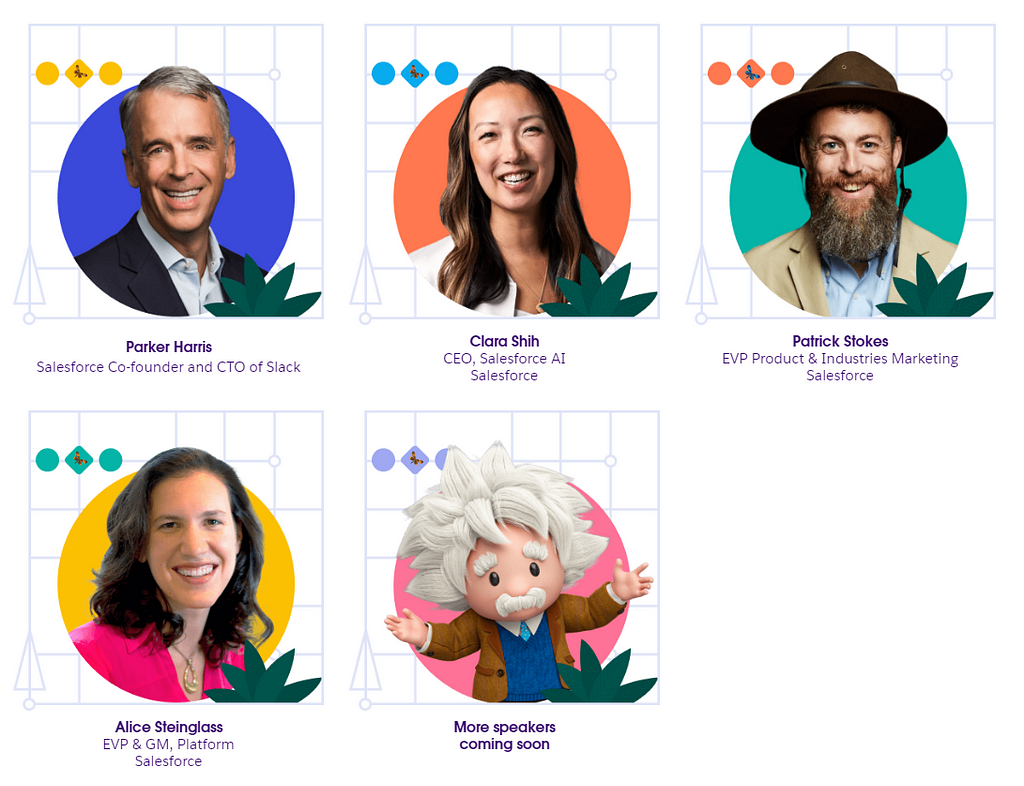 Parker Harris
Salesforce Co-founder and CTO of Slack
Clara Shih
CEO, Salesforce AI
Salesforce
Patrick Stokes
EVP Product & Industries Marketing
Salesforce
Alice Steinglass
EVP & GM, Platform
Salesforce
More speakers
coming soon